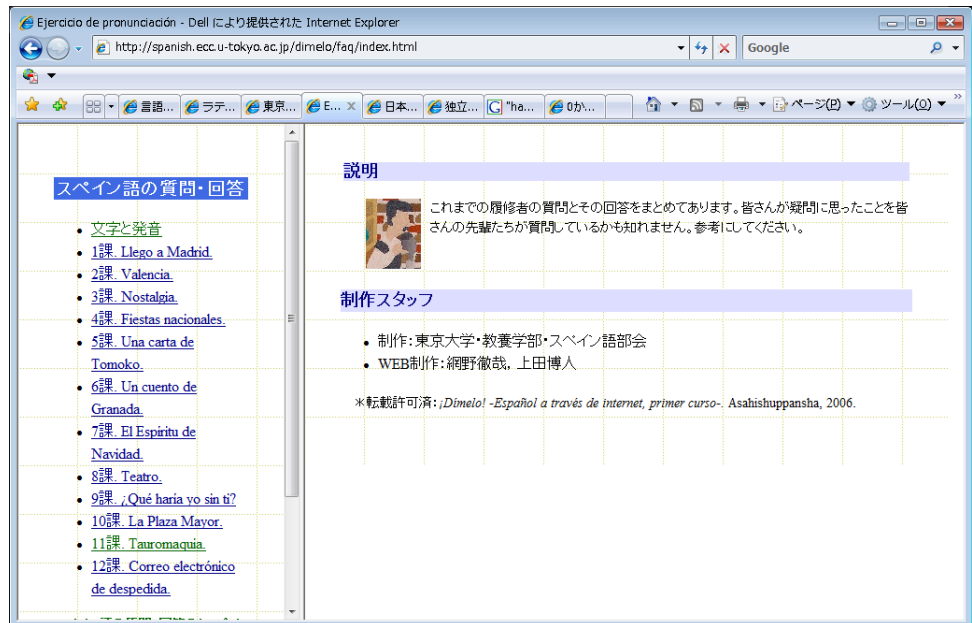 Ejercicio de pronunciación - Dell により提供された Internet Explorer
http://spanish.ecc.u-tokyo.ac.jp/dimelo/faq/index.html
Google
言語... ラテ... 東京... E... 日本... 独立... "ha... 0か... ページ(P) ツール(O)
スペイン語の質問・回答
文字と発音
1課. Llego a Madrid.
2課. Valencia.
3課. Nostalgia.
4課. Fiestas nacionales.
5課. Una carta de
Tomoko.
6課. Un cuento de
Granada.
7課. El Espiritu de
Navidad.
8課. Teatro.
9課. ¿Qué haria yo sin ti?
10課. La Plaza Mayor.
11課. Tauromaquia.
12課. Correo electrónico
de despedida.
説明
これまでの履修者の質問とその回答をまとめてあります。皆さんが疑問に思ったことを皆
さんの先輩たちが質問しているかも知れません。参考にしてください。
制作スタッフ
制作：東京大学・教養学部・スペイン語部会
WEB制作：網野徹哉, 上田博人
＊転載許可済：¡Dímelo! -Español a través de internet, primer curso-. Asahishuppansha, 2006.